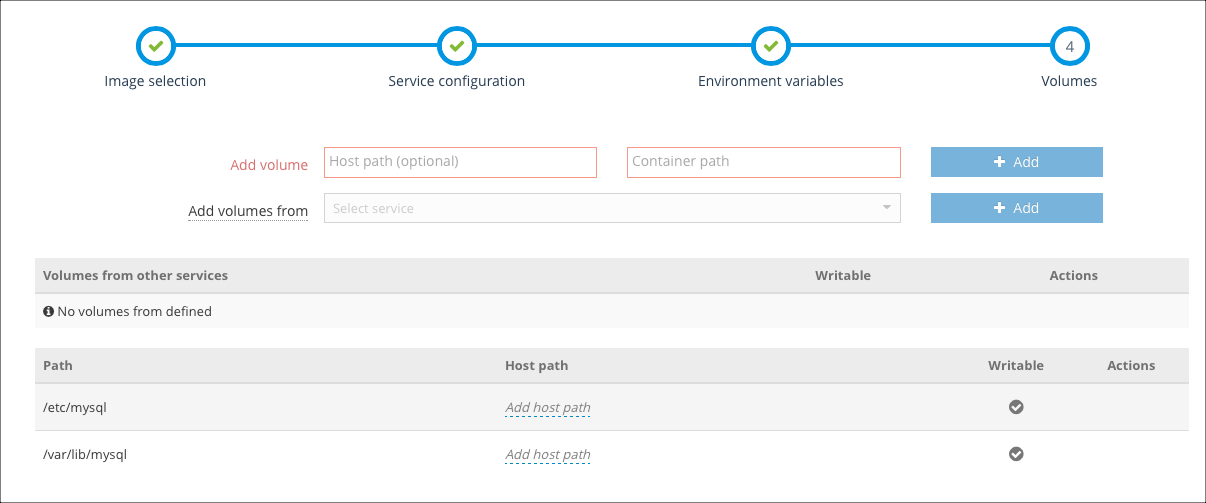 4
Image selection Service configuration Environment variables Volumes
Add volume Host path (optional) Container path Add
Add volumes from Select service Add
Volumes from other services Writable Actions
No volumes from defined
Path Host path Writable Actions
/etc/mysql Add host path
/var/lib/mysql Add host path